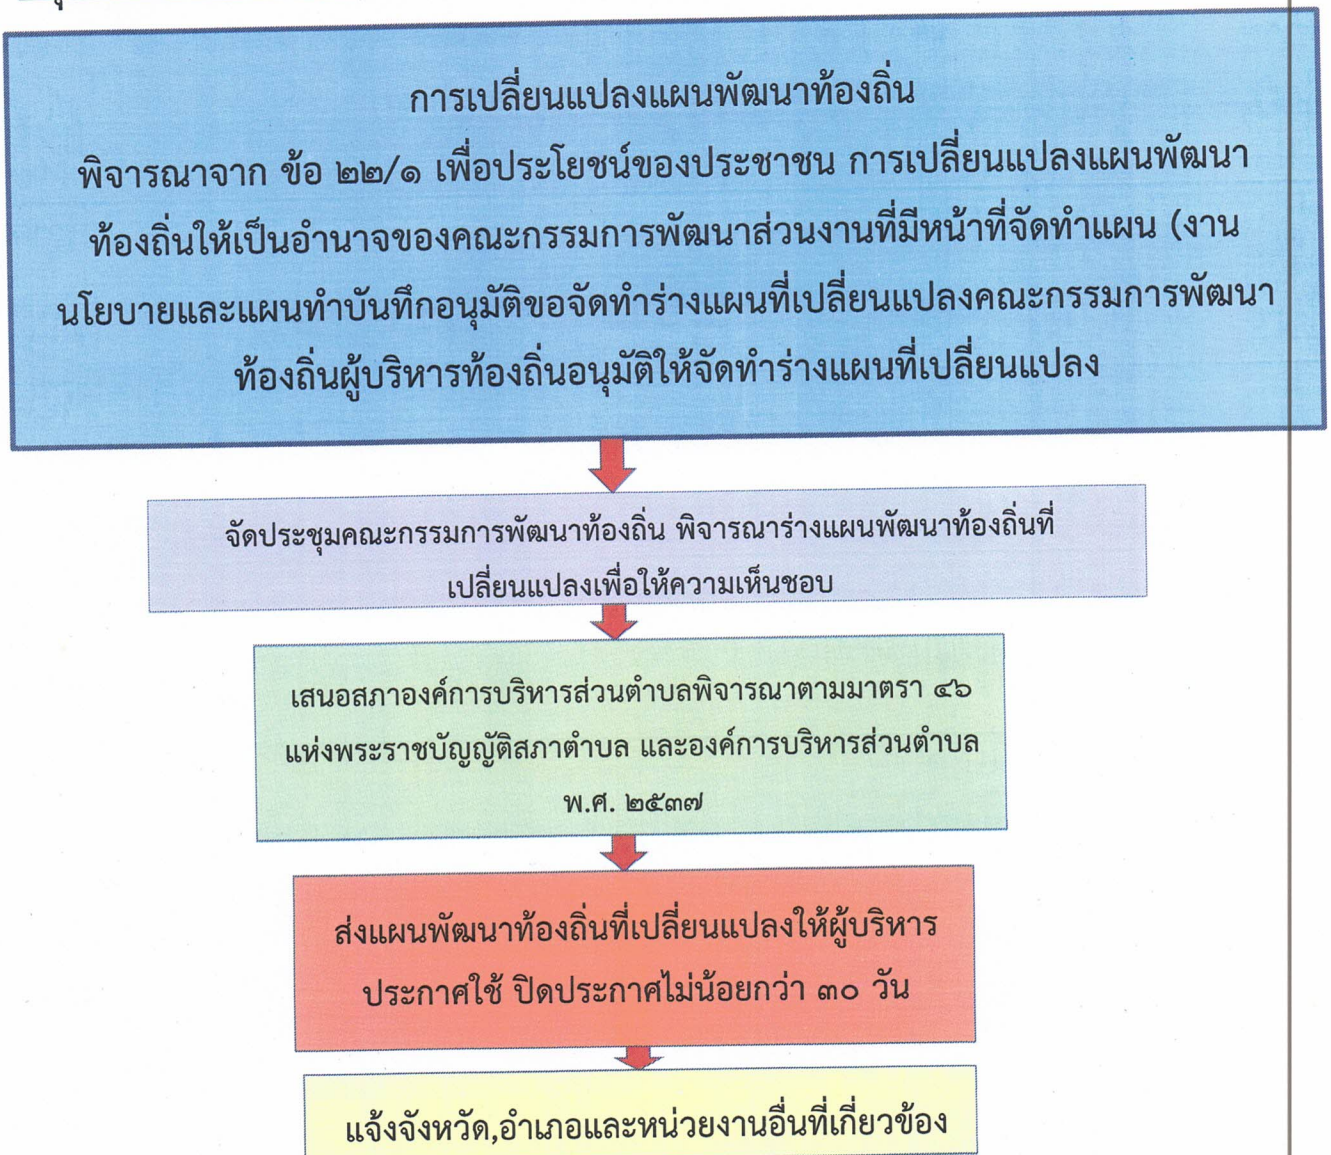 การเปลี่ยนแปลงแผนพัฒนาท้องถิ่น
พิจารณาจาก ข้อ ๒๒/๑ เพื่อประโยชน์ของประชาชน การเปลี่ยนแปลงแผนพัฒนา
ท้องถิ่นให้เป็นอำนาจของคณะกรรมการพัฒนาส่วนงานที่มีหน้าที่จัดทำแผน (งาน
นโยบายและแผนทำบันทึกอนุมัติขอจัดทำร่างแผนที่เปลี่ยนแปลงคณะกรรมการพัฒนา
ท้องถิ่นผู้บริหารท้องถิ่นอนุมัติให้จัดทำร่างแผนที่เปลี่ยนแปลง
จัดประชุมคณะกรรมการพัฒนาท้องถิ่น พิจารณาร่างแผนพัฒนาท้องถิ่นที่
เปลี่ยนแปลงเพื่อให้ความเห็นชอบ
เสนอสภาองค์การบริหารส่วนตำบลพิจารณาตามมาตรา ๔๖
แห่งพระราชบัญญัติสภาตำบล และองค์การบริหารส่วนตำบล
พ.ศ. ๒๕๓๗
ส่งแผนพัฒนาท้องถิ่นที่เปลี่ยนแปลงให้ผู้บริหาร
ประกาศใช้ ปิดประกาศไม่น้อยกว่า ๓๐ วัน
แจ้งจังหวัด,อำเภอและหน่วยงานอื่นที่เกี่ยวข้อง